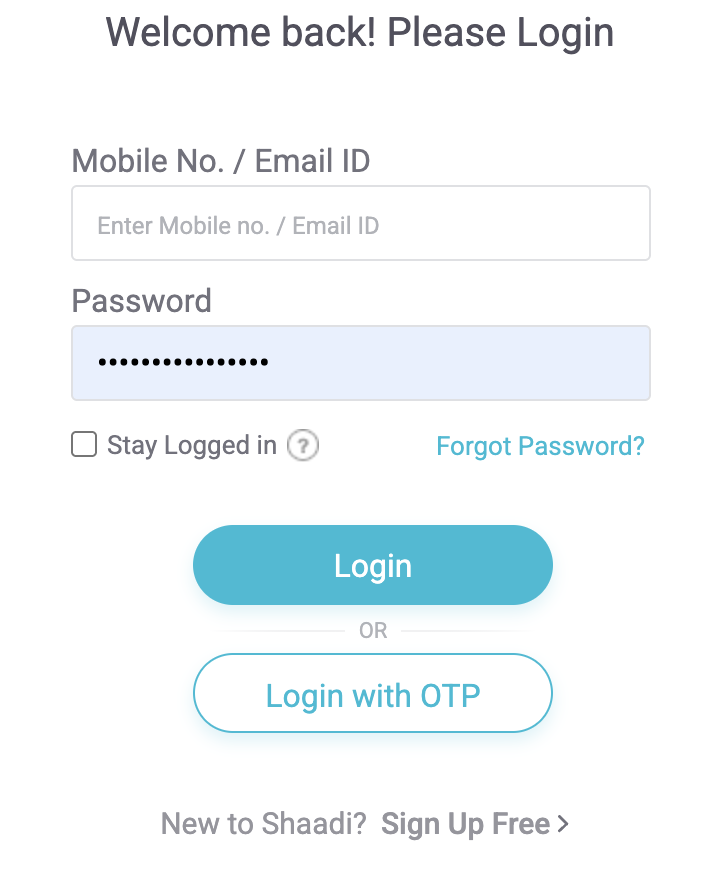 Welcome back! Please Login
Mobile No. / Email ID
Enter Mobile no. / Email ID
Password
••••••••••••••••
Stay Logged in ? Forgot Password?
Login
OR
Login with OTP
New to Shaadi? Sign Up Free >